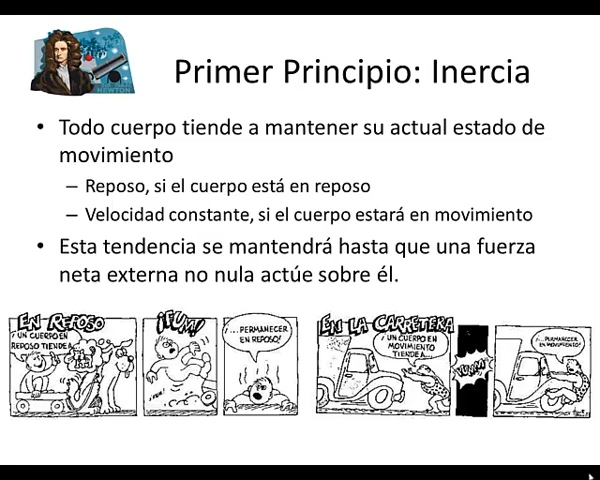 NEWTON
Primer Principio: Inercia
• Todo cuerpo tiende a mantener su actual estado de
movimiento
– Reposo, si el cuerpo está en reposo
– Velocidad constante, si el cuerpo estará en movimiento
• Esta tendencia se mantendrá hasta que una fuerza
neta externa no nula actúe sobre él.
EN REPOSO
UN CUERPO EN
REPOSO TIENDE A
¡FUM!
¡...PERMANECER
EN REPOSO!
EN LA CARRETERA
¡UN CUERPO EN
MOVIMIENTO
TIENDE A...
¡...PERMANECER
EN MOVIMIENTO!